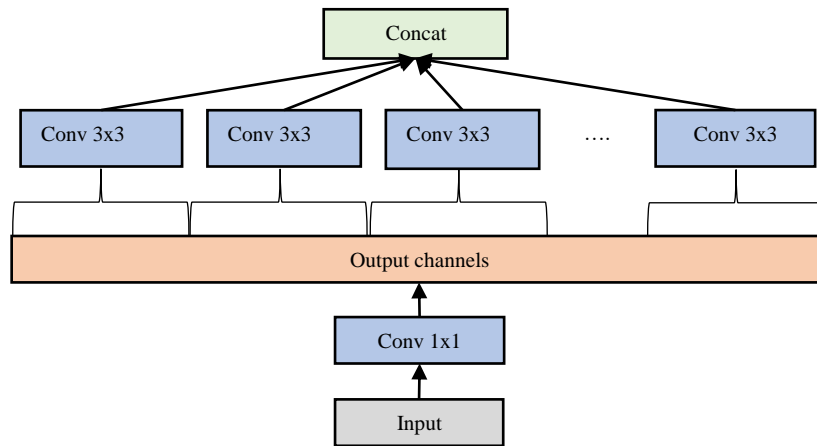 Concat
Conv 3x3
Conv 3x3
Conv 3x3
....
Conv 3x3
Output channels
Conv 1x1
Input